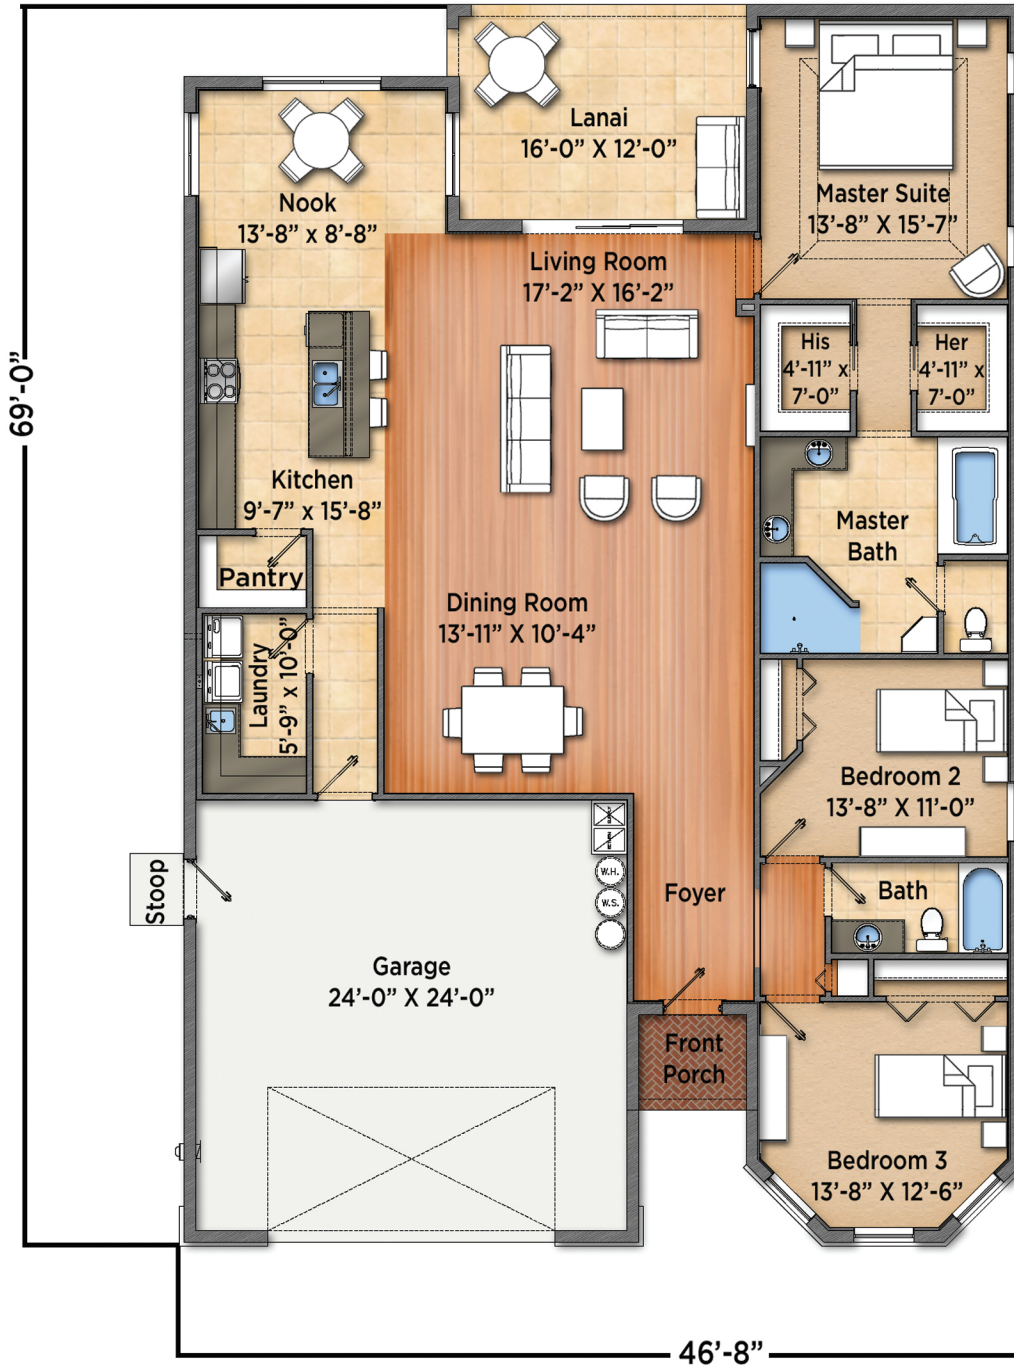 Lanai
16'-0” X 12'-0”
Master Suite
13'-8” X 15'-7”
Nook
13'-8” x 8'-8”
Living Room
17'-2” X 16'-2”
His
4'-11” x
7'-0”
Her
4'-11” x
7'-0”
69'-0”
Kitchen
9'-7” x 15'-8”
Master
Bath
Pantry
Dining Room
13'-11” X 10'-4”
Laundry
5'-9” x 10'-0”
Bedroom 2
13'-8” X 11'-0”
Stoop
W.H.
W.S.
Foyer
Bath
Garage
24'-0” X 24'-0”
Front
Porch
Bedroom 3
13'-8” X 12'-6”
46'-8”